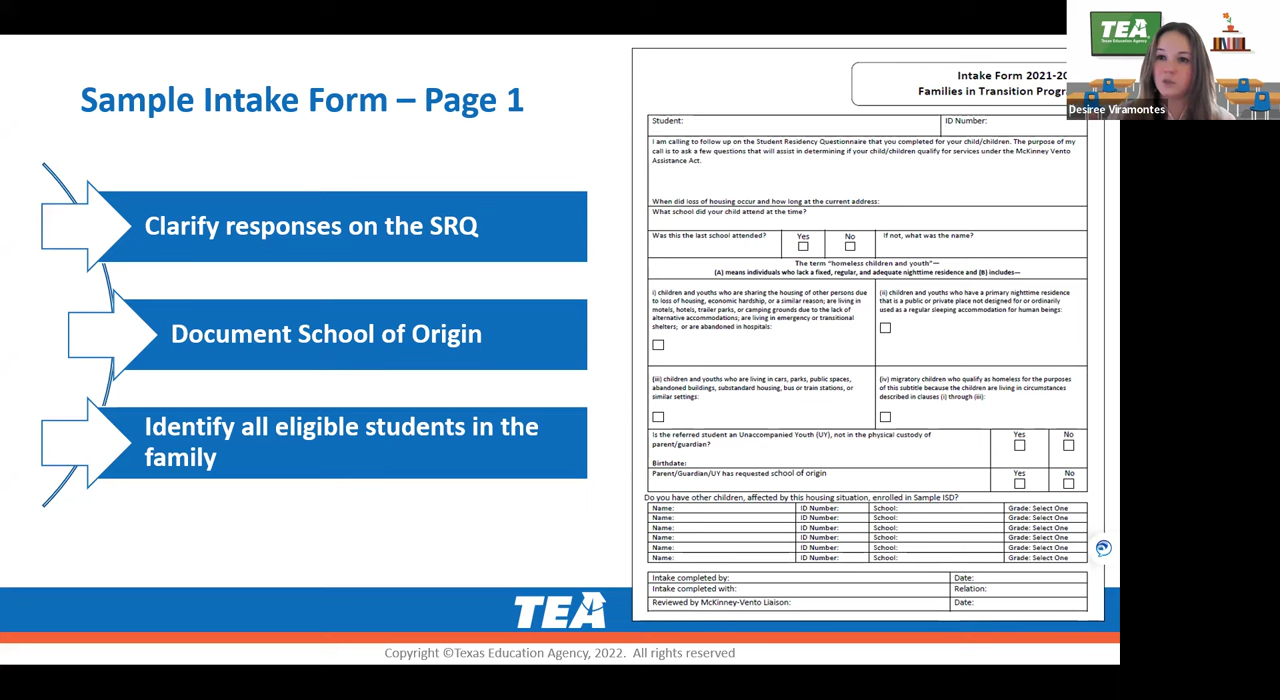 Sample Intake Form – Page 1
Clarify responses on the SRQ
Document School of Origin
Identify all eligible students in the
family
Intake Form 2021-20
Families in Transition Progr
Student:
ID Number:
I am calling to follow up on the Student Residency Questionnaire that you completed for your child/children. The purpose of my
call is to ask a few questions that will assist in determining if your child/children qualify for services under the McKinney Vento
Assistance Act.
When did loss of housing occur and how long at the current address:
What school did your child attend at the time?
Was this the last school attended?
Yes
No
If not, what was the name?
The term "homeless children and youth"—
(A) means individuals who lack a fixed, regular, and adequate nighttime residence and (B) includes—
i) children and youths who are sharing the housing of other persons due
to loss of housing, economic hardship, or a similar reason; are living in
motels, hotels, trailer parks, or camping grounds due to the lack of
alternative accommodations; are living in emergency or transitional
shelters; or are abandoned in hospitals:
(ii) children and youths who have a primary nighttime residence
that is a public or private place not designed for or ordinarily
used as a regular sleeping accommodation for human beings:
(iii) children and youths who are living in cars, parks, public spaces,
abandoned buildings, substandard housing, bus or train stations, or
similar settings:
(iv) migratory children who qualify as homeless for the purposes
of this subtitle because the children are living in circumstances
described in clauses (i) through (iii):
Is the referred student an Unaccompanied Youth (UY), not in the physical custody of
parent/guardian?
Yes
No
Birthdate:
Parent/Guardian/UY has requested school of origin
Yes
No
Do you have other children, affected by this housing situation, enrolled in Sample ISD?
Name: ID Number: School: Grade: Select One
Name: ID Number: School: Grade: Select One
Name: ID Number: School: Grade: Select One
Name: ID Number: School: Grade: Select One
Name: ID Number: School: Grade: Select One
Name: ID Number: School: Grade: Select One
Intake completed by: Date:
Intake completed with: Relation:
Reviewed by McKinney-Vento Liaison: Date:
TEA
Copyright ©Texas Education Agency, 2022. All rights reserved
TEA
Texas Education Agency
Desiree Viramontes